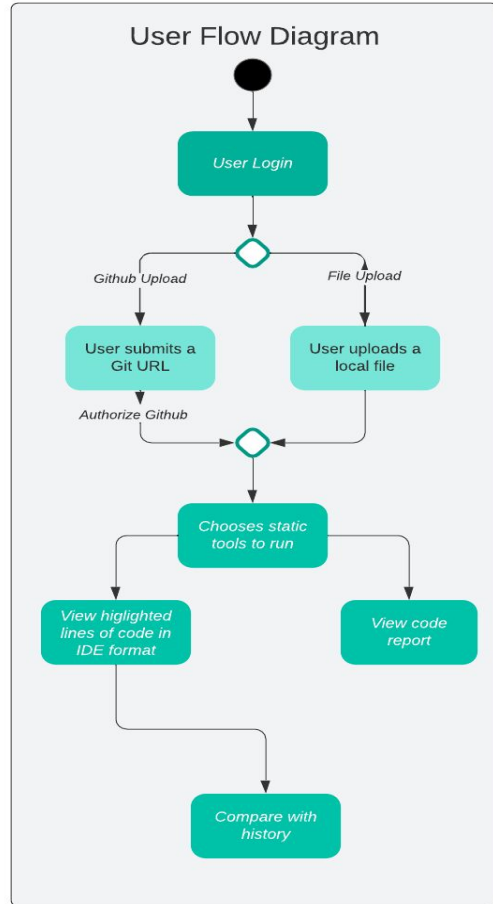 User Flow Diagram
User Login
Github Upload
File Upload
User submits a
Git URL
User uploads a
local file
Authorize Github
Chooses static
tools to run
View higlighted
lines of code in
IDE format
View code
report
Compare with
history